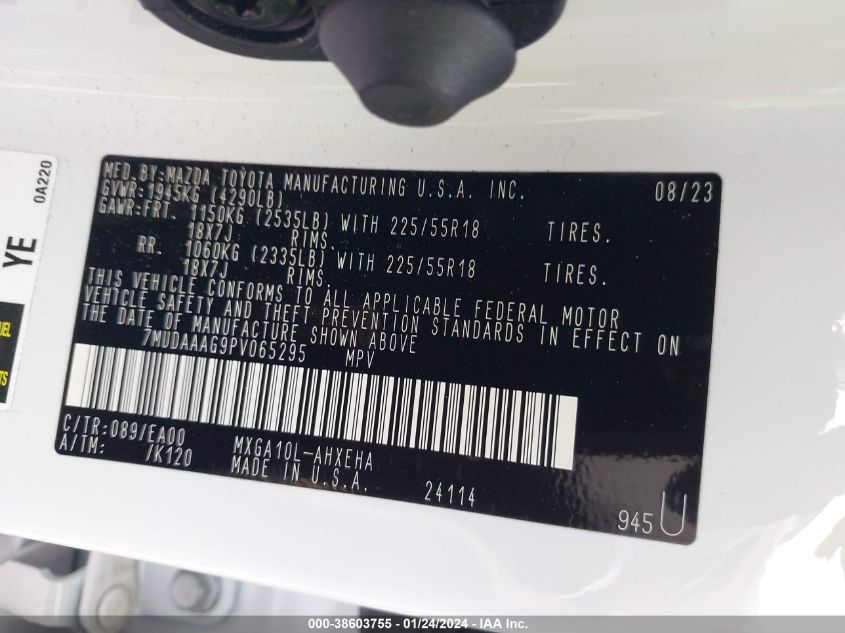 MFD.BY:MAZDA TOYOTA MANUFACTURING U.S.A. INC. 08/23
GVWR:1945KG (4290LB)
GAWR:FRT. 1150KG (2535LB) WITH 225/55R18 TIRES.
18X7J RIMS.
RR. 1060KG (2335LB) WITH 225/55R18 TIRES.
18X7J RIMS.
THIS VEHICLE CONFORMS TO ALL APPLICABLE FEDERAL MOTOR
VEHICLE SAFETY AND THEFT PREVENTION STANDARDS IN EFFECT ON
THE DATE OF MANUFACTURE SHOWN ABOVE
7MUDAAAG9PV065295 MPV
C/TR:089/EA00 MXGA10L-AHXEHA
A/TM: /K120 MADE IN U.S.A. 24114
945U
0A220
YE
000-38603755 - 01/24/2024 - IAA Inc.